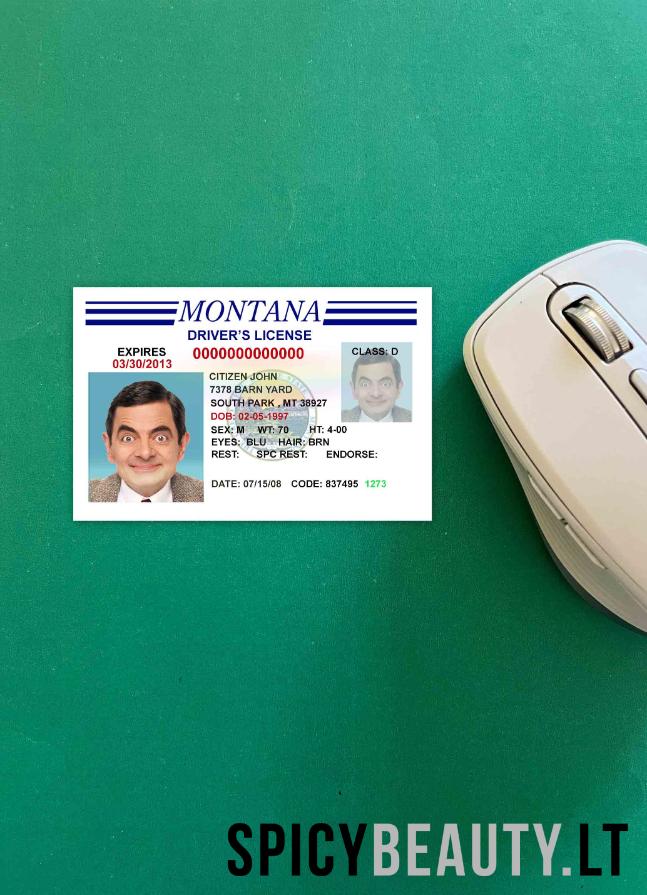 MONTANA
DRIVER'S LICENSE
EXPIRES
03/30/2013
0000000000000
CLASS: D
CITIZEN JOHN
7378 BARN YARD
SOUTH PARK , MT 38927
DOB: 02-05-1997
SEX: M WT: 70 HT: 4-00
EYES: BLU HAIR: BRN
REST: SPC REST: ENDORSE:
DATE: 07/15/08 CODE: 837495 1273
SPICYBEAUTY.LT